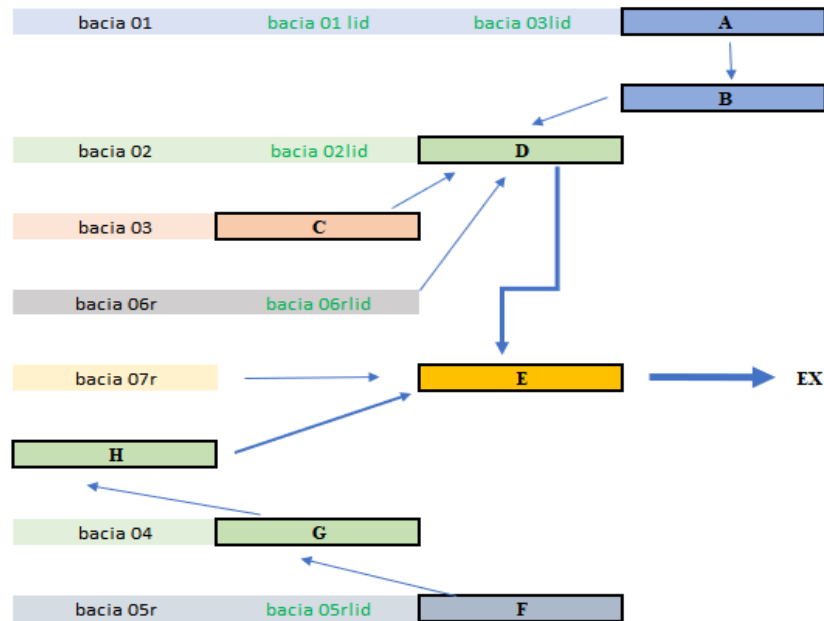 bacia 01 bacia 01 lid bacia 03lid A
B
bacia 02 bacia 02lid D
bacia 03 C
bacia 06r bacia 06rlid
bacia 07r E EX
H
bacia 04 G
bacia 05r bacia 05rlid F